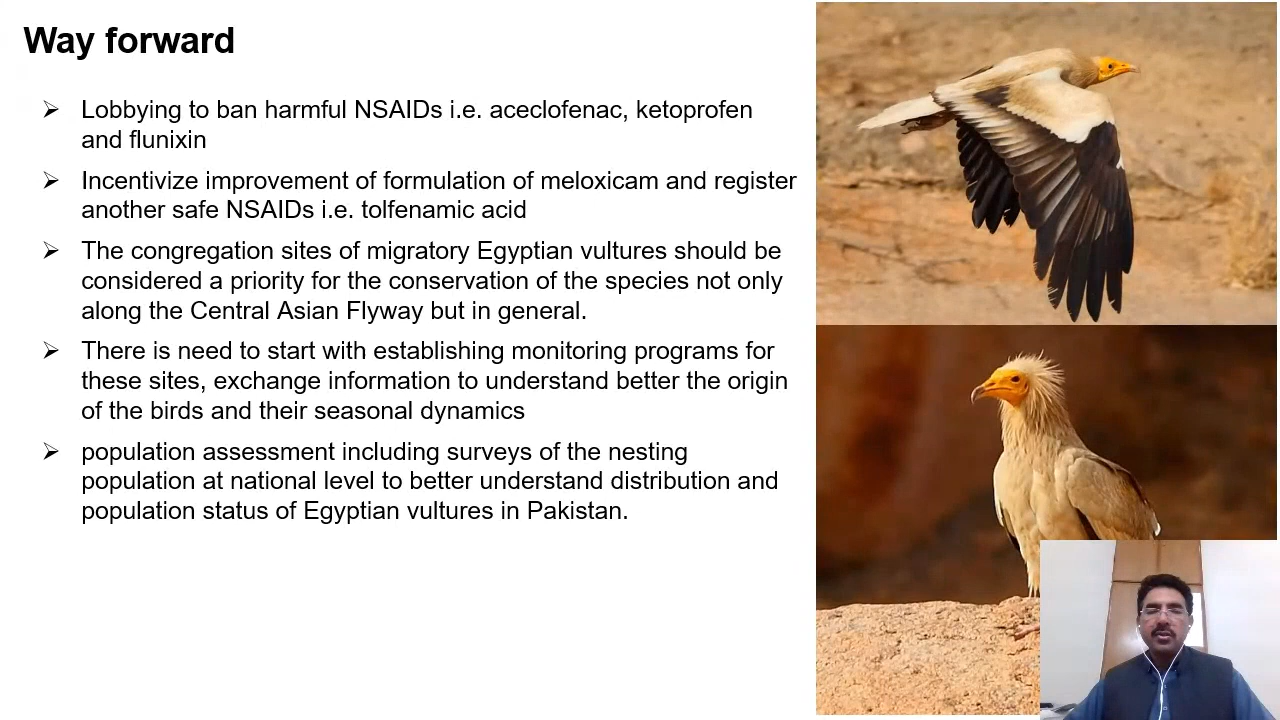 Way forward
➢ Lobbying to ban harmful NSAIDs i.e. aceclofenac, ketoprofen
and flunixin
➢ Incentivize improvement of formulation of meloxicam and register
another safe NSAIDs i.e. tolfenamic acid
➢ The congregation sites of migratory Egyptian vultures should be
considered a priority for the conservation of the species not only
along the Central Asian Flyway but in general.
➢ There is need to start with establishing monitoring programs for
these sites, exchange information to understand better the origin
of the birds and their seasonal dynamics
➢ population assessment including surveys of the nesting
population at national level to better understand distribution and
population status of Egyptian vultures in Pakistan.